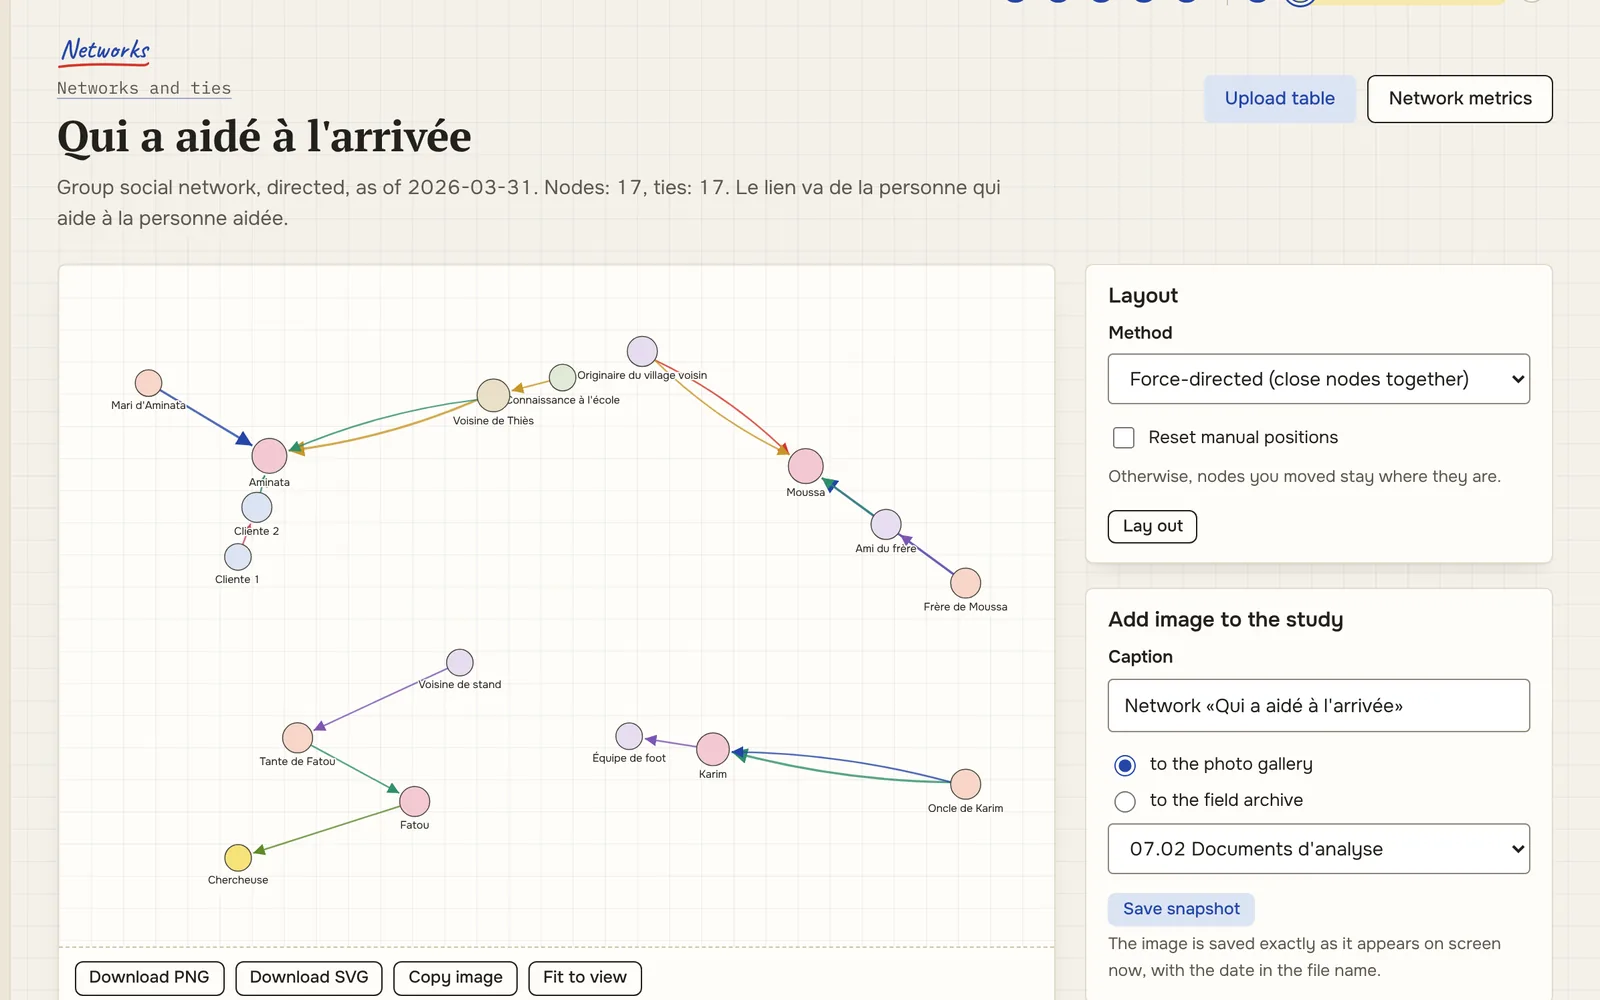 Networks
Networks and ties
Upload table
Network metrics
Qui a aidé à l'arrivée
Group social network, directed, as of 2026-03-31. Nodes: 17, ties: 17. Le lien va de la personne qui
aide à la personne aidée.
Mari d'Aminata
Originaire du village voisin
Connaissance à l'école
Voisine de Thiès
Aminata
Moussa
Cliente 2
Ami du frère
Cliente 1
Frère de Moussa
Voisine de stand
Tante de Fatou
Équipe de foot
Karim
Oncle de Karim
Fatou
Chercheuse
Download PNG
Download SVG
Copy image
Fit to view
Layout
Method
Force-directed (close nodes together)
Reset manual positions
Otherwise, nodes you moved stay where they are.
Lay out
Add image to the study
Caption
Network «Qui a aidé à l'arrivée»
to the photo gallery
to the field archive
07.02 Documents d'analyse
Save snapshot
The image is saved exactly as it appears on screen
now, with the date in the file name.